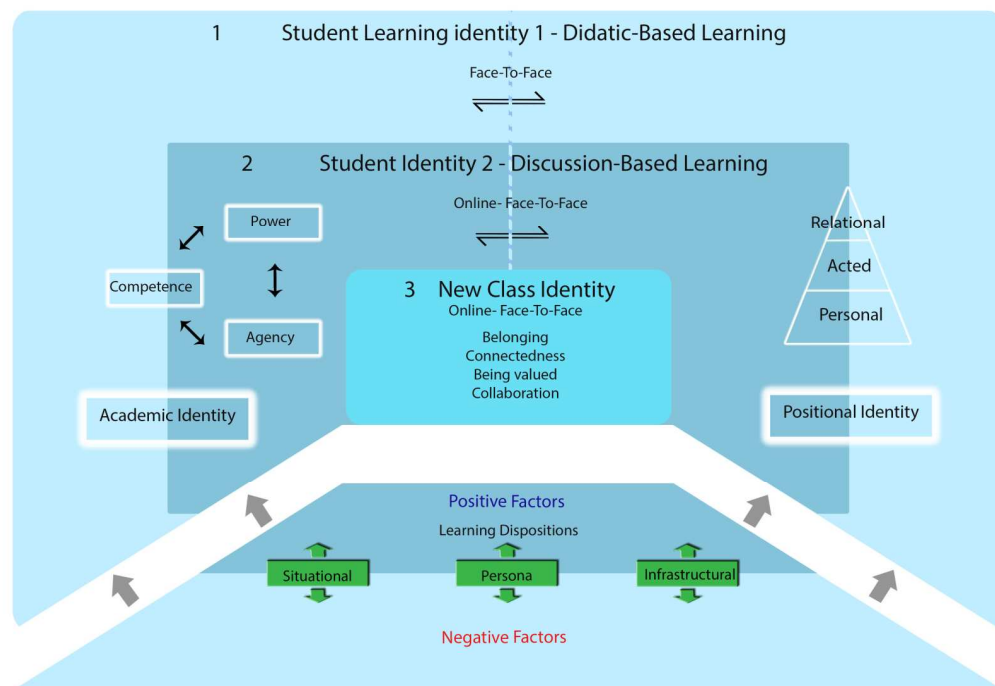 1 Student Learning identity 1 - Didatic-Based Learning
Face-To-Face
2 Student Identity 2 - Discussion-Based Learning
Online- Face-To-Face
Power
Competence
Agency
Academic Identity
3 New Class Identity
Online- Face-To-Face
Belonging
Connectedness
Being valued
Collaboration
Relational
Acted
Personal
Positional Identity
Positive Factors
Learning Dispositions
Situational
Persona
Infrastructural
Negative Factors